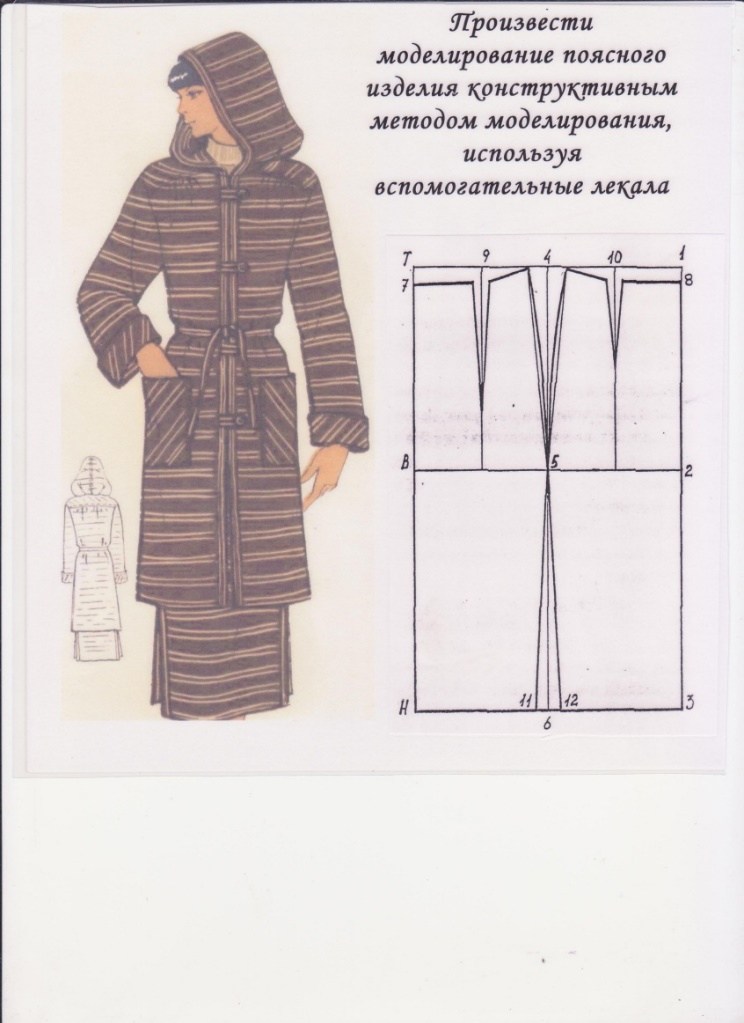 Произвести
моделирование поясного
изделия конструктивным
методом моделирования,
используя
вспомогательные лекала
Т 9 4 10 1
7 8
В 5 2
Н 11 12 3
6